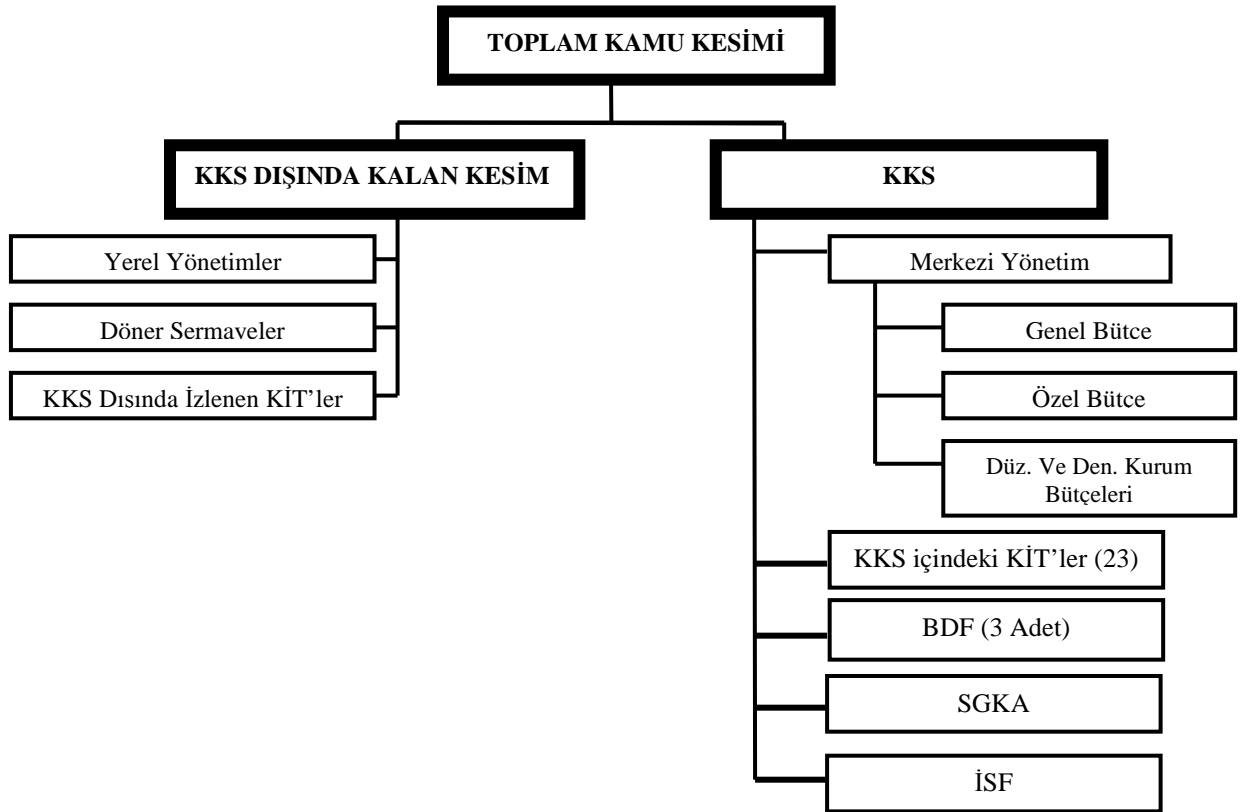 TOPLAM KAMU KESİMİ
KKS DIŞINDA KALAN KESİM
KKS
Yerel Yönetimler
Döner Sermaveler
KKS Dısında İzlenen KİT’ler
Merkezi Yönetim
Genel Bütce
Özel Bütce
Düz. Ve Den. Kurum
Bütçeleri
KKS içindeki KİT’ler (23)
BDF (3 Adet)
SGKA
İSF